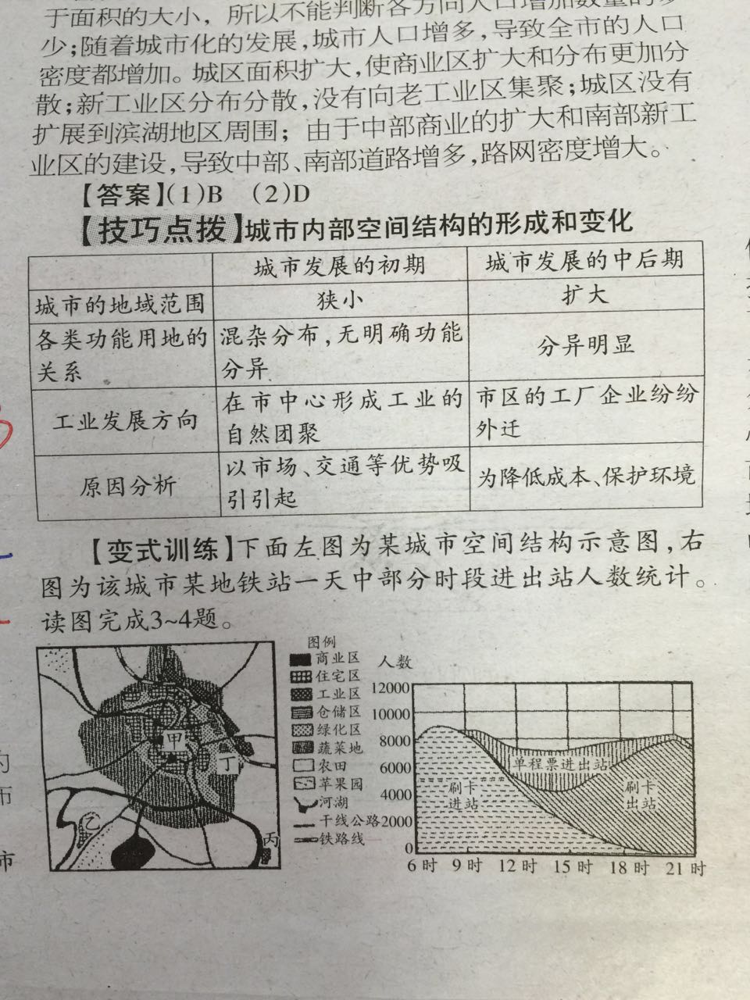 于面积的大小，所以不能判断各方向人口增加数量的多
少；随着城市化的发展，城市人口增多，导致全市的人口
密度都增加。城区面积扩大，使商业区扩大和分布更加分
散；新工业区分布分散，没有向老工业区集聚；城区没有
扩展到滨湖地区周围；由于中部商业的扩大和南部新工
业区的建设，导致中部、南部道路增多，路网密度增大。
【答案】(1)B (2)D
【技巧点拨】城市内部空间结构的形成和变化
城市发展的初期 城市发展的中后期
城市的地域范围 狭小 扩大
各类功能用地的关系 混杂分布，无明确功能分异 分异明显
工业发展方向 在市中心形成工业的自然团聚 市区的工厂企业纷纷外迁
原因分析 以市场、交通等优势吸引引起 为降低成本、保护环境
【变式训练】下面左图为某城市空间结构示意图，右
图为该城市某地铁站一天中部分时段进出站人数统计。
读图完成3~4题。
甲
丁
乙
丙
图例
商业区
住宅区
工业区
仓储区
绿化区
蔬菜地
农田
苹果园
河湖
干线公路
铁路线
人数
12000
10000
8000
6000
4000
2000
0
单程票进出站
刷卡
进站
刷卡
出站
6时 9时 12时 15时 18时 21时